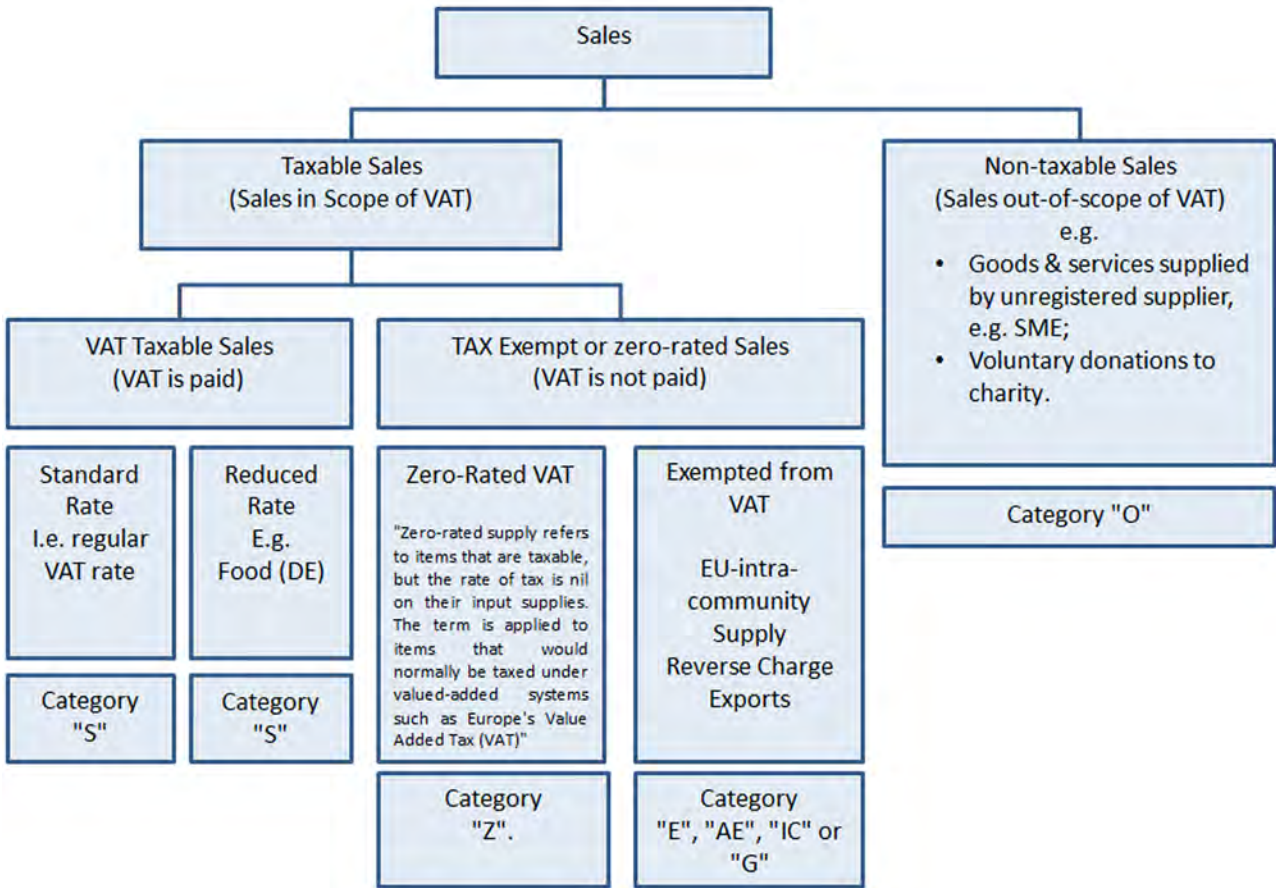 Sales
Taxable Sales
(Sales in Scope of VAT)
Non-taxable Sales
(Sales out-of-scope of VAT)
e.g.
• Goods & services supplied
by unregistered supplier,
e.g. SME;
• Voluntary donations to
charity.
VAT Taxable Sales
(VAT is paid)
TAX Exempt or zero-rated Sales
(VAT is not paid)
Standard
Rate
I.e. regular
VAT rate
Reduced
Rate
E.g.
Food (DE)
Zero-Rated VAT
"Zero-rated supply refers
to items that are taxable,
but the rate of tax is nil
on their input supplies.
The term is applied to
items that would
normally be taxed under
valued-added systems
such as Europe's Value
Added Tax (VAT)"
Exempted from
VAT
EU-intra-
community
Supply
Reverse Charge
Exports
Category "O"
Category
"S"
Category
"S"
Category
"Z".
Category
"E", "AE", "IC" or
"G"